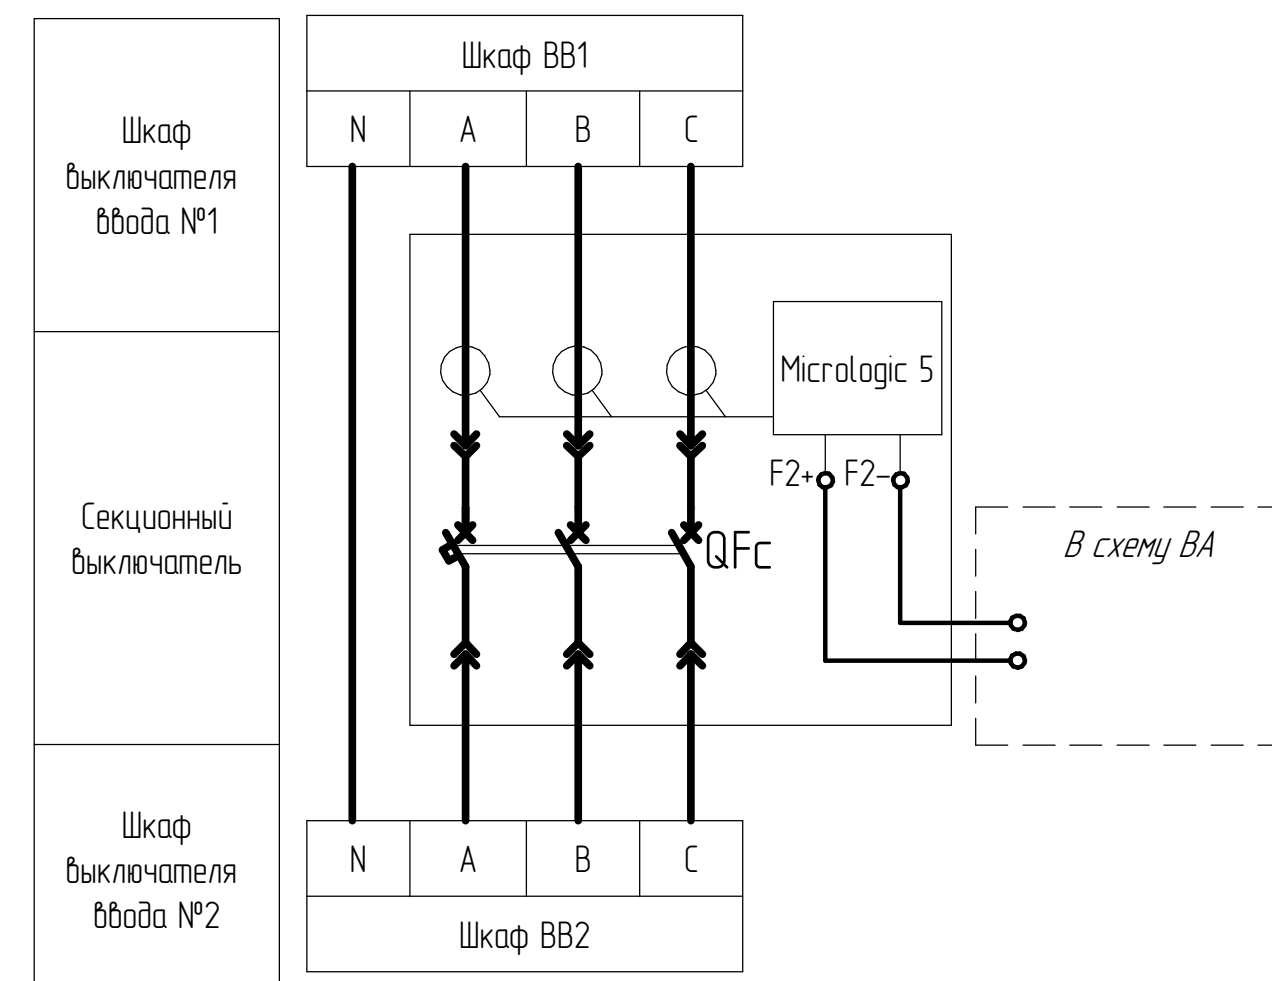 Шкаф
выключателя
ввода №1
Секционный
выключатель
Шкаф
выключателя
ввода №2
Шкаф ВВ1
N A B C
Micrologic 5
F2+ F2-
QFc
В схему ВА
N A B C
Шкаф ВВ2